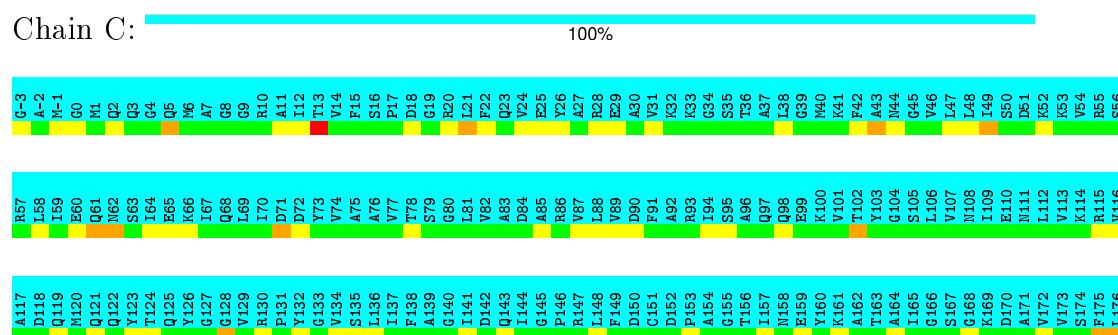 Chain C:
100%
G-3 A-2 M-1 G0 M1 Q2 Q3 G4 Q5 M6 A7 G8 G9 R10 A11 I12 T13 V14 F15 S16 P17 D18 G19 R20 L21 F22 Q23 V24 E25 Y26 A27 R28 E29 A30 V31 K32 K33 G34 S35 T36 A37 L38 G39 M40 K41 F42 A43 N44 G45 V46 L47 L48 I49 S50 D51 K52 K53 V54 R55 S56
R57 L58 I59 E60 Q61 N62 S63 I64 E65 K66 I67 Q68 L69 I70 D71 D72 Y73 V74 A75 A76 V77 T78 S79 G80 L81 V82 A83 D84 A85 R86 V87 L88 V89 D90 F91 A92 R93 I94 S95 A96 Q97 Q98 E99 K100 V101 T102 Y103 G104 S105 L106 V107 N108 I109 E110 N111 L112 V113 K114 R115 V116
A117 D118 Q119 M120 Q121 Q122 Y123 T124 Q125 Y126 G127 G128 V129 R130 P131 Y132 G133 V134 S135 L136 I137 F138 A139 G140 I141 D142 Q143 I144 G145 P146 R147 L148 F149 D150 C151 D152 P153 A154 G155 T156 I157 N158 E159 Y160 K161 A162 T163 A164 I165 G166 S167 G168 K169 D170 A171 V172 V173 S174 F175